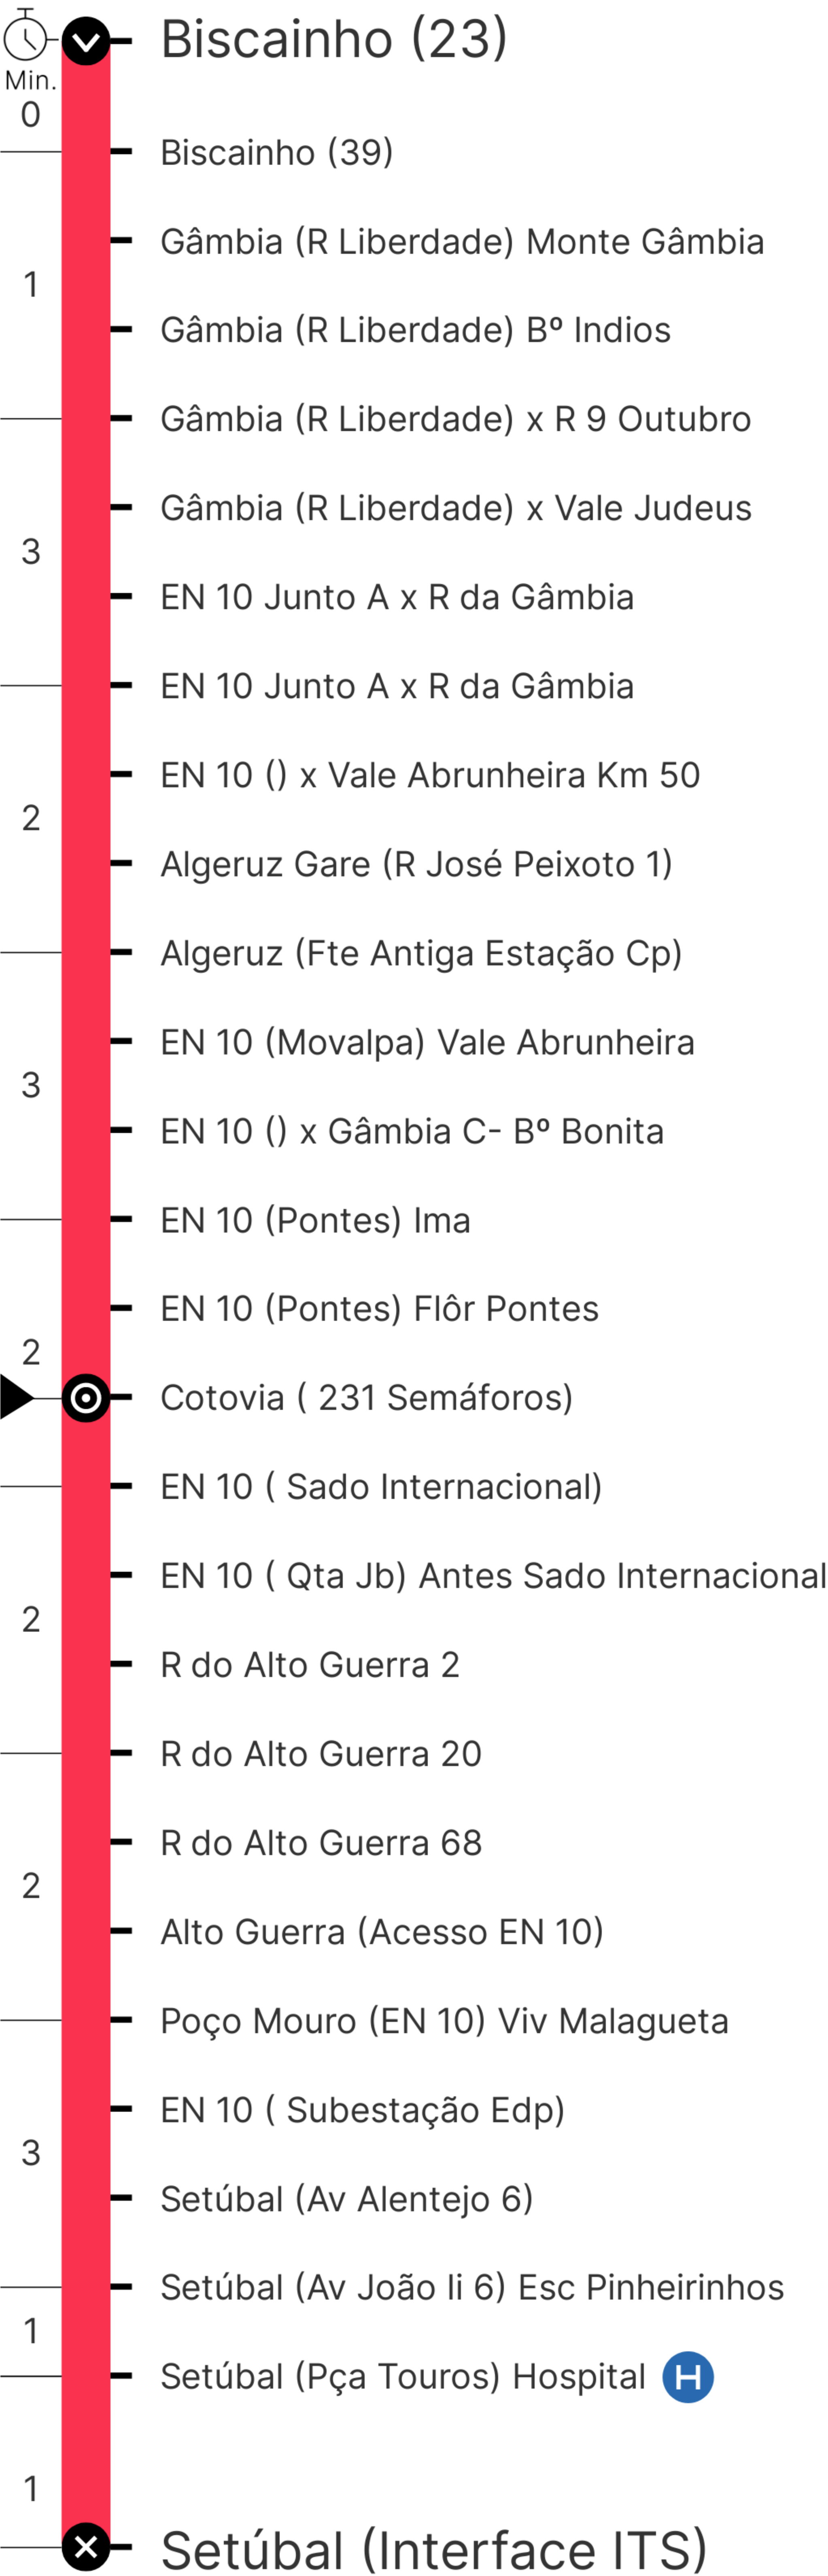 Biscainho (23)
Min.
0
Biscainho (39)
Gâmbia (R Liberdade) Monte Gâmbia
1
Gâmbia (R Liberdade) Bº Indios
Gâmbia (R Liberdade) x R 9 Outubro
Gâmbia (R Liberdade) x Vale Judeus
3
EN 10 Junto A x R da Gâmbia
EN 10 Junto A x R da Gâmbia
EN 10 () x Vale Abrunheira Km 50
2
Algeruz Gare (R José Peixoto 1)
Algeruz (Fte Antiga Estação Cp)
EN 10 (Movalpa) Vale Abrunheira
3
EN 10 () x Gâmbia C- Bº Bonita
EN 10 (Pontes) Ima
EN 10 (Pontes) Flôr Pontes
2
Cotovia ( 231 Semáforos)
EN 10 ( Sado Internacional)
EN 10 ( Qta Jb) Antes Sado Internacional
2
R do Alto Guerra 2
R do Alto Guerra 20
R do Alto Guerra 68
2
Alto Guerra (Acesso EN 10)
Poço Mouro (EN 10) Viv Malagueta
EN 10 ( Subestação Edp)
3
Setúbal (Av Alentejo 6)
Setúbal (Av João Ii 6) Esc Pinheirinhos
1
Setúbal (Pça Touros) Hospital H
1
Setúbal (Interface ITS)